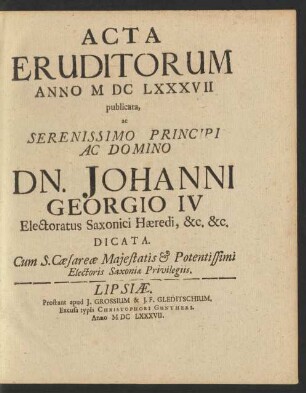 ACTA
ERUDITORUM
ANNO M DC LXXXVII
publicata,
ac
SERENISSIMO PRINCIPI
AC DOMINO
DN. JOHANNI
GEORGIO IV
Electoratus Saxonici Hæredi, &c. &c.
DICATA.
Cum S. Cæsareæ Majestatis & Potentissimi
Electoris Saxoniæ Privilegiis.
LIPSIÆ,
Prostant apud J. GROSSIUM & J. F. GLEDITSCHIUM.
Excusa typis CHRISTOPHORI GÜNTHERI.
Anno M DC LXXXVII.